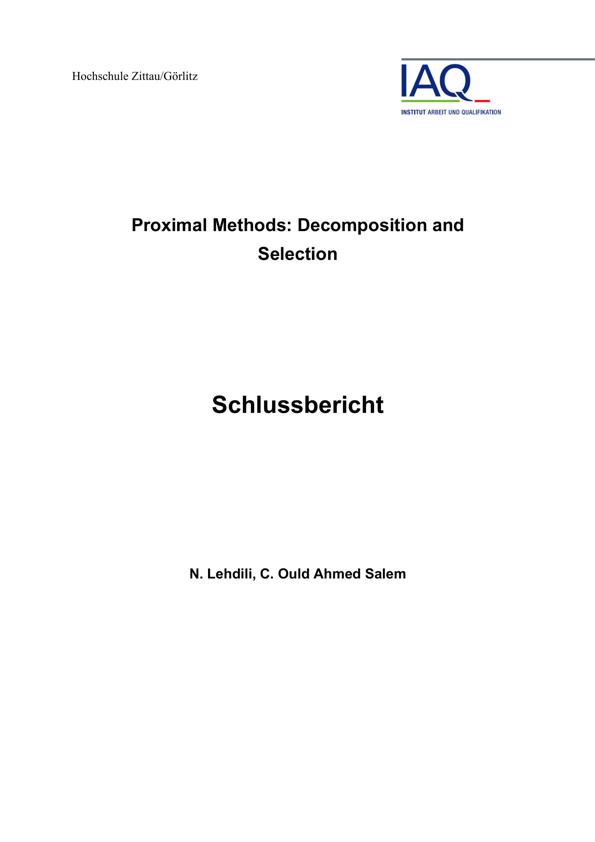 Hochschule Zittau/Görlitz
IAQ
INSTITUT ARBEIT UND QUALIFIKATION
Proximal Methods: Decomposition and
Selection
Schlussbericht
N. Lehdili, C. Ould Ahmed Salem